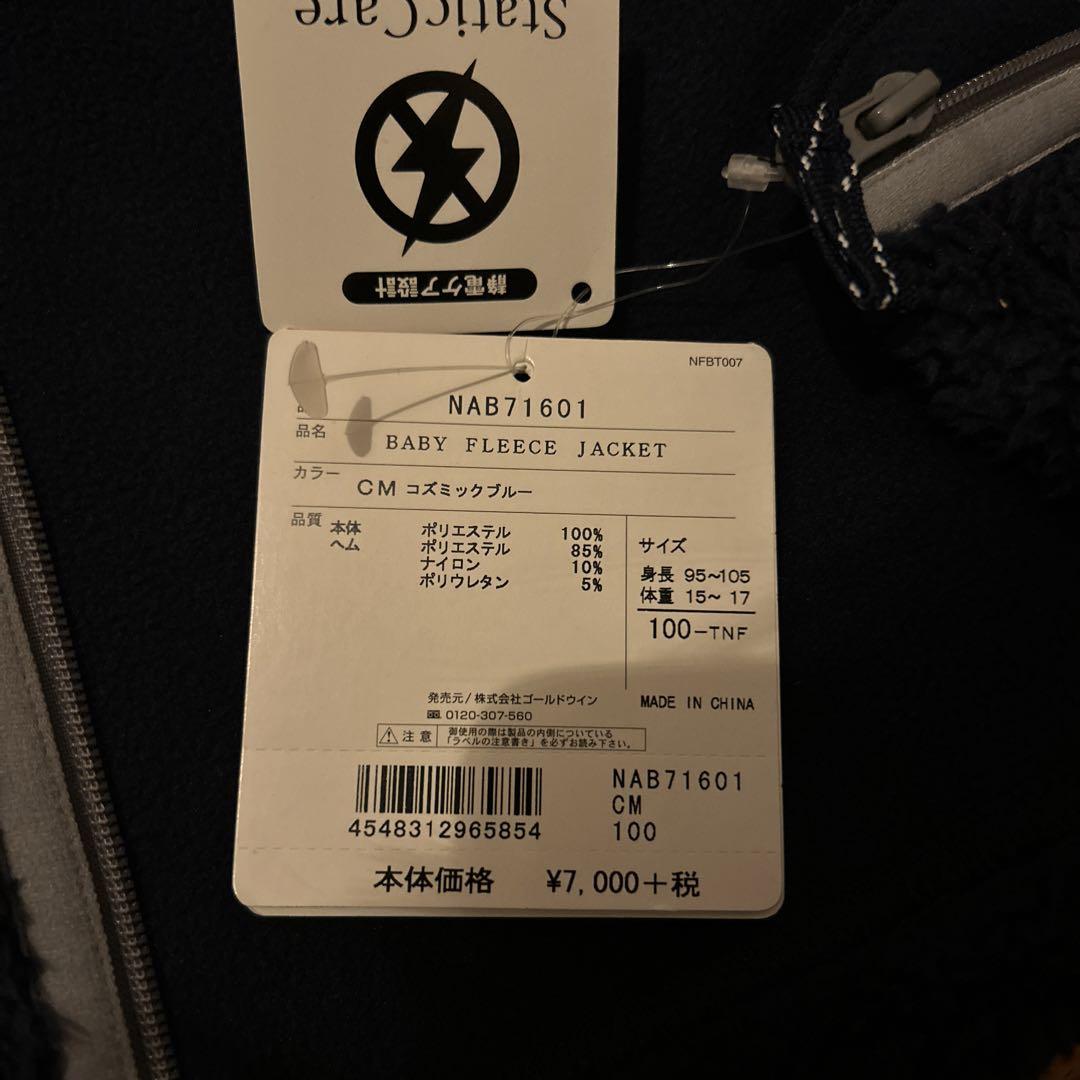 StaticCare
静電ケア設計
NFBT007
NAB71601
品名 BABY FLEECE JACKET
カラー CM コズミックブルー
品質 本体 ポリエステル 100%
ヘム ポリエステル 85%
ナイロン 10%
ポリウレタン 5%
サイズ
身長 95~105
体重 15~ 17
100-TNF
発売元/株式会社ゴールドウイン
0120-307-560
MADE IN CHINA
注意 御使用の際は製品の内側についている
「ラベルの注意書き」を必ずお読み下さい。
4548312965854
NAB71601
CM
100
本体価格 ¥7,000+税